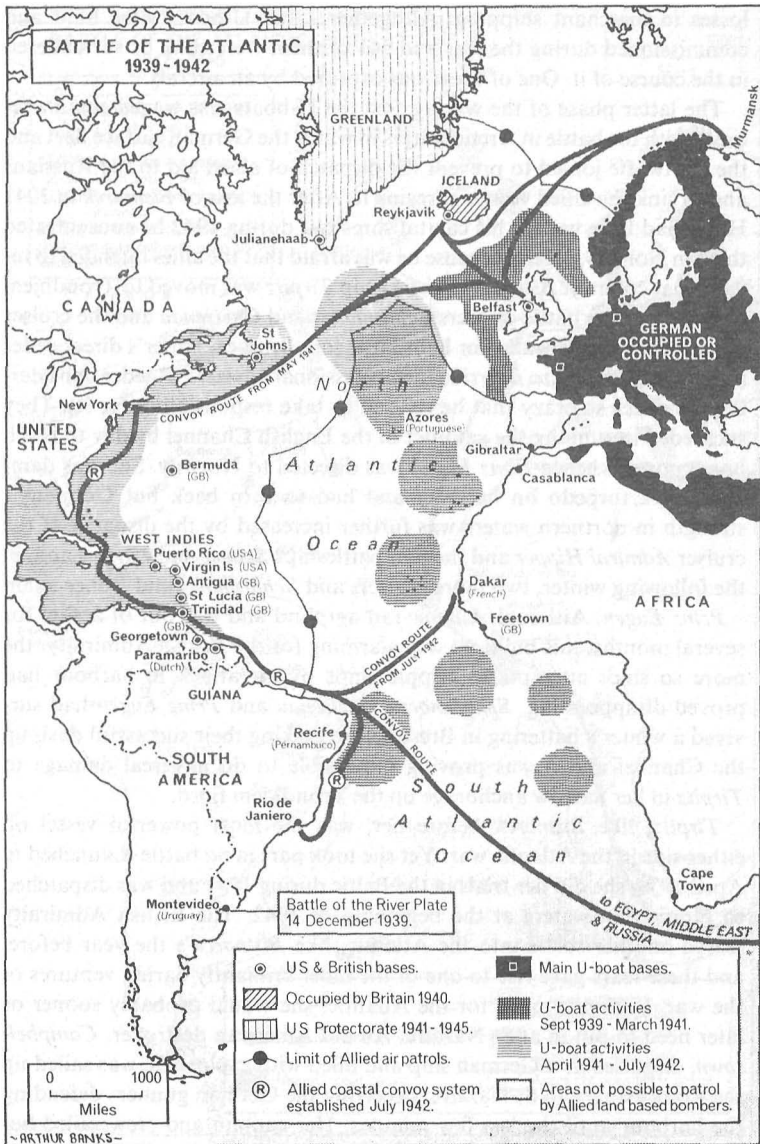 BATTLE OF THE ATLANTIC
1939-1942
GREENLAND
Murmansk
ICELAND
Reykjavik
Julianehaab
CANADA
Belfast
GERMAN
OCCUPIED OR
CONTROLLED
St
Johns
CONVOY ROUTE FROM MAY 1941
North
New York
UNITED
STATES
Azores
(Portuguese)
Gibraltar
Casablanca
Atlantic
Bermuda
(GB)
R
Ocean
WEST INDIES
Puerto Rico (USA)
Virgin Is (USA)
Antigua (GB)
St Lucia (GB)
Trinidad (GB)
Dakar
(French)
AFRICA
Freetown
(GB)
Georgetown
(GB)
Paramaribo
(Dutch)
R
GUIANA
CONVOY ROUTE
FROM JULY 1942
CONVOY ROUTE
Recife
(Pernambuco)
R
SOUTH
AMERICA
South
Rio de
Janiero
Atlantic
Ocean
Cape
Town
Montevideo
(Uruguay)
Battle of the River Plate
14 December 1939.
to EGYPT, MIDDLE EAST
& RUSSIA
US & British bases.
Occupied by Britain 1940.
US Protectorate 1941-1945.
Limit of Allied air patrols.
R Allied coastal convoy system
established July 1942.
Main U-boat bases.
U-boat activities
Sept 1939 - March 1941.
U-boat activities
April 1941 - July 1942.
Areas not possible to patrol
by Allied land based bombers.
0 1000
Miles
~ARTHUR BANKS~